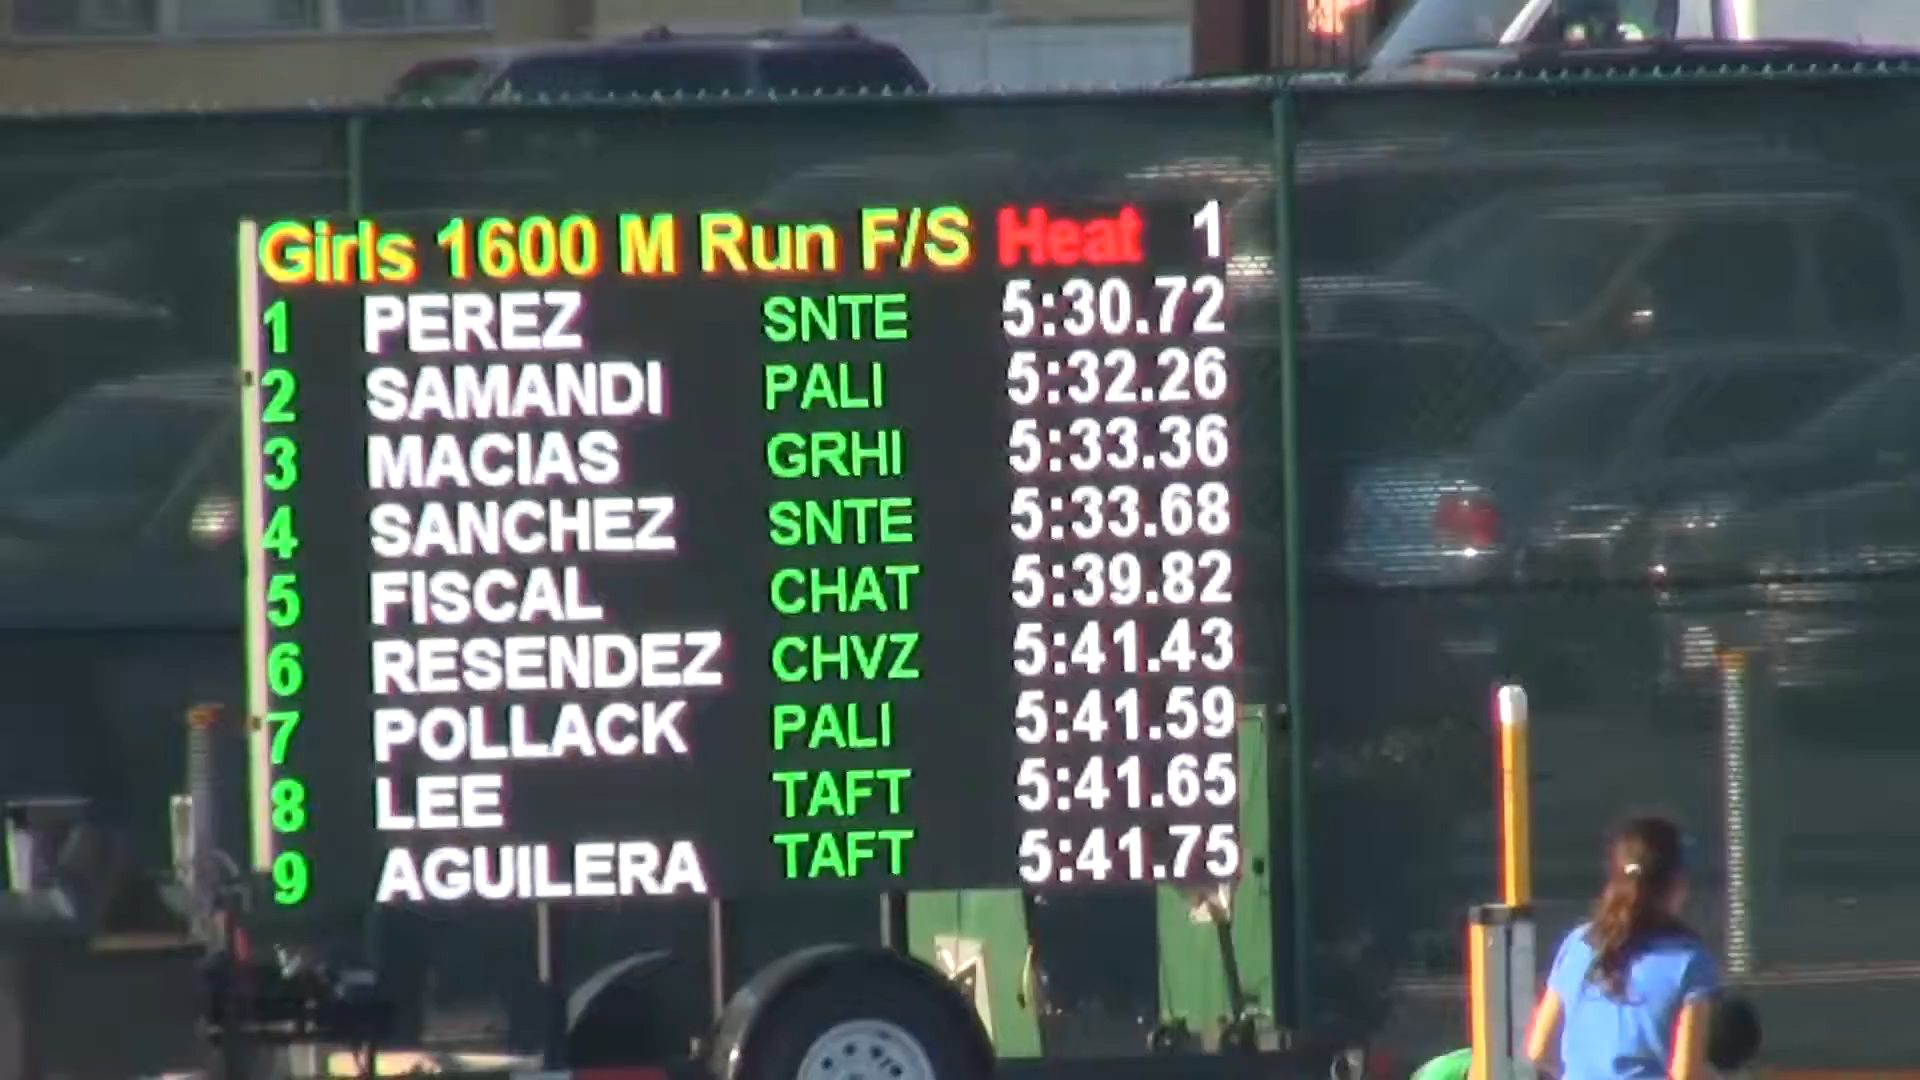 Girls 1600 M Run F/S Heat 1
1 PEREZ SNTE 5:30.72
2 SAMANDI PALI 5:32.26
3 MACIAS GRHI 5:33.36
4 SANCHEZ SNTE 5:33.68
5 FISCAL CHAT 5:39.82
6 RESENDEZ CHVZ 5:41.43
7 POLLACK PALI 5:41.59
8 LEE TAFT 5:41.65
9 AGUILERA TAFT 5:41.75